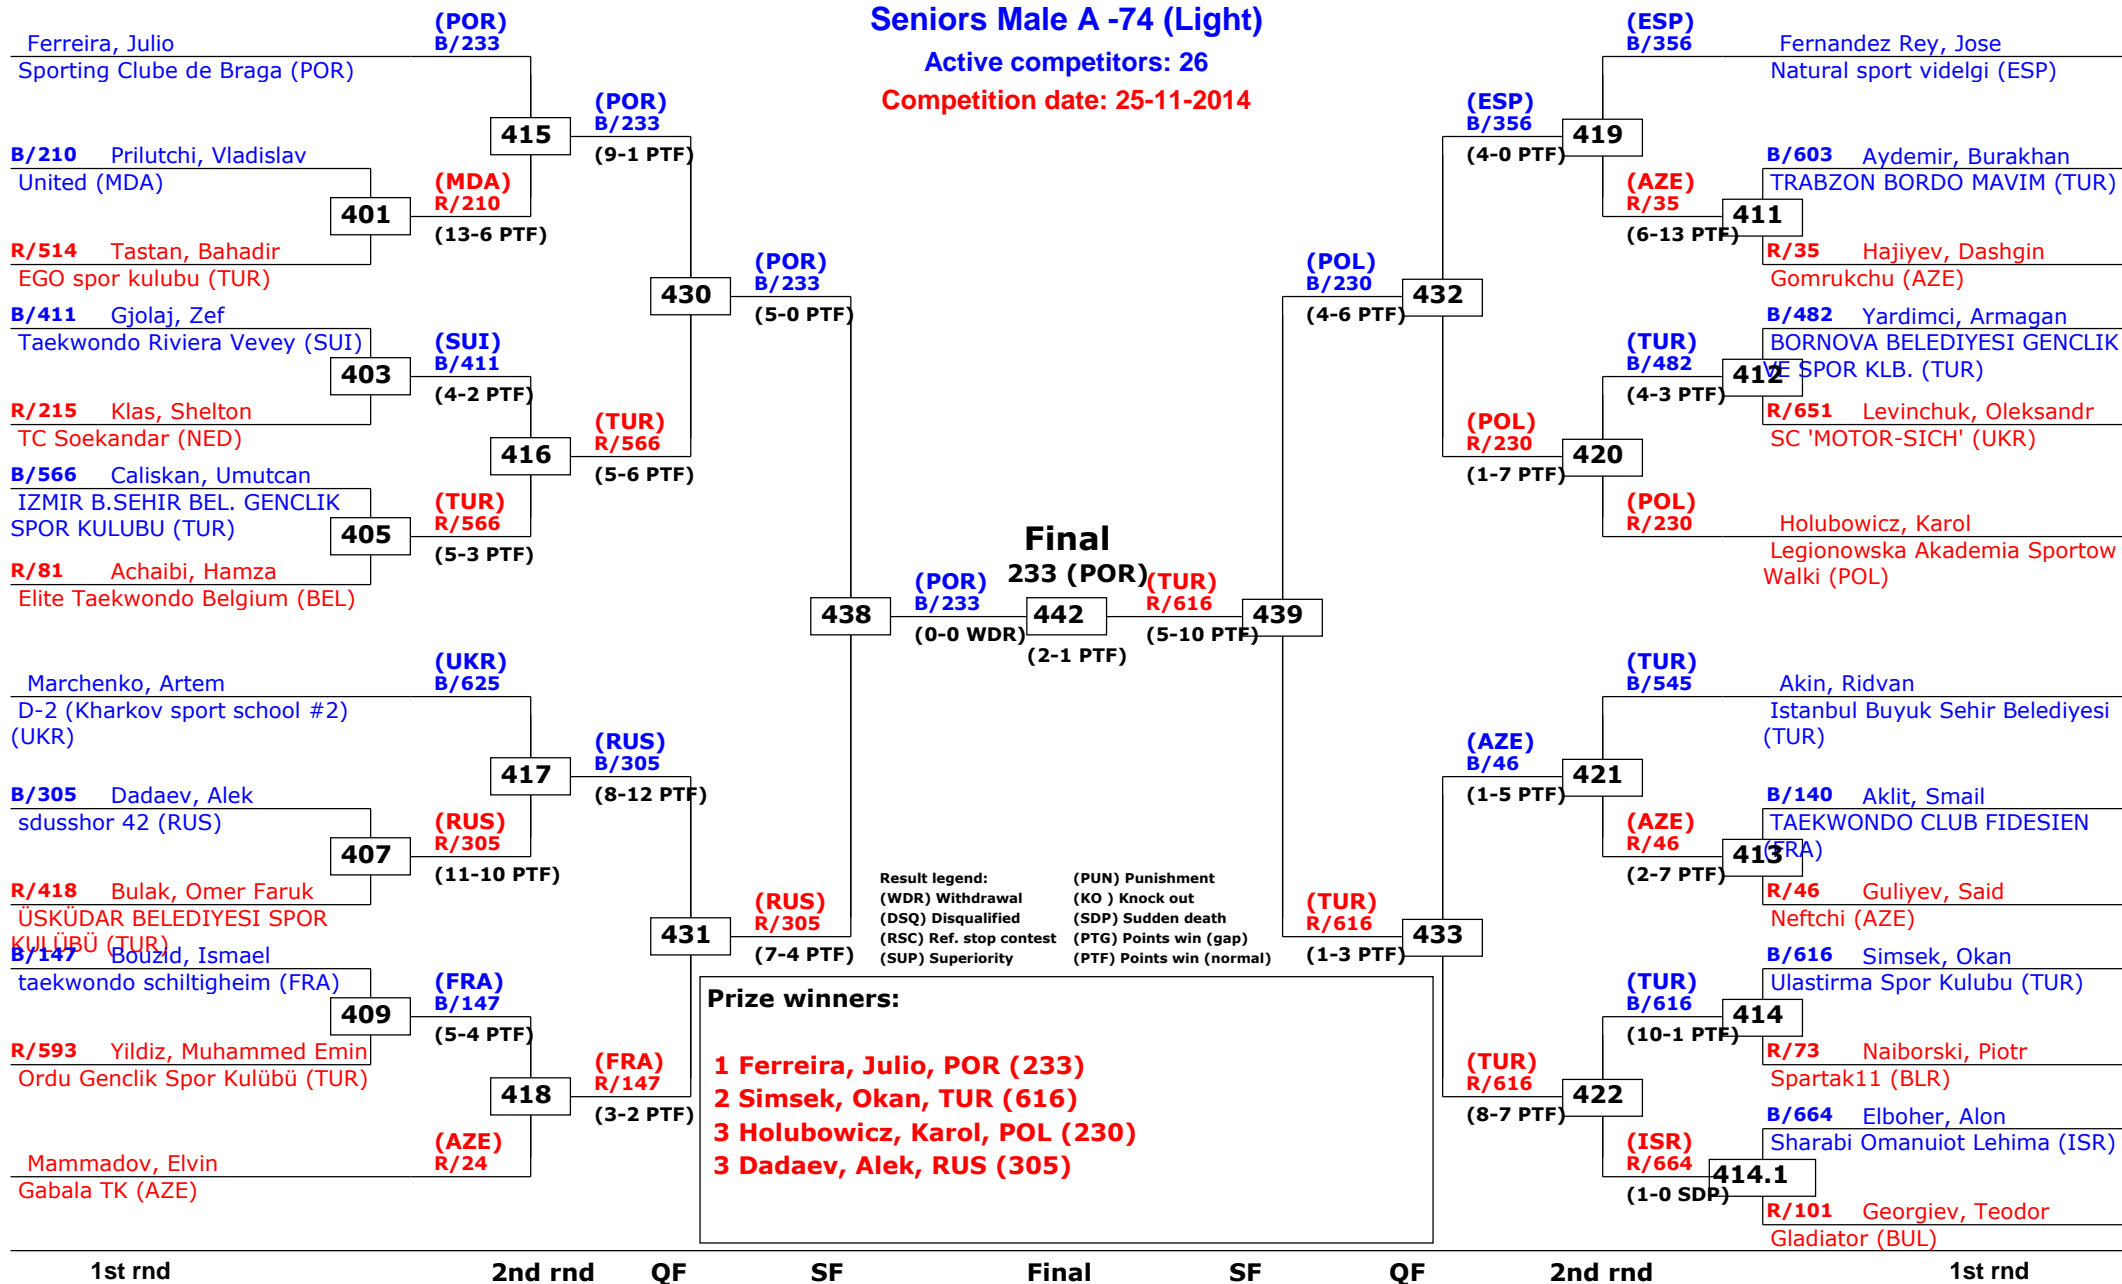 Seniors Male A -74 (Light)
Active competitors: 26
Competition date: 25-11-2014
(POR)
B/233
Ferreira, Julio
Sporting Clube de Braga (POR)
B/210 Prilutchi, Vladislav
United (MDA)
401
R/514 Tastan, Bahadir
EGO spor kulubu (TUR)
(MDA)
R/210
(13-6 PTF)
415
(POR)
B/233
(9-1 PTF)
B/411 Gjolaj, Zef
Taekwondo Riviera Vevey (SUI)
403
R/215 Klas, Shelton
TC Soekandar (NED)
(SUI)
B/411
(4-2 PTF)
416
B/566 Caliskan, Umutcan
IZMIR B.SEHIR BEL. GENCLIK
SPOR KULUBU (TUR)
405
R/81 Achaibi, Hamza
Elite Taekwondo Belgium (BEL)
(TUR)
R/566
(5-3 PTF)
(TUR)
R/566
(5-6 PTF)
430
(POR)
B/233
(5-0 PTF)
(UKR)
B/625
Marchenko, Artem
D-2 (Kharkov sport school #2)
(UKR)
417
B/305 Dadaev, Alek
sdusshor 42 (RUS)
407
R/418 Bulak, Omer Faruk
ÜSKÜDAR BELEDIYESI SPOR
KULÜBÜ (TUR)
(RUS)
R/305
(11-10 PTF)
(RUS)
B/305
(8-12 PTF)
B/147 Bouzid, Ismael
taekwondo schiltigheim (FRA)
409
R/593 Yildiz, Muhammed Emin
Ordu Genclik Spor Kulübü (TUR)
(FRA)
B/147
(5-4 PTF)
418
(AZE)
R/24
Mammadov, Elvin
Gabala TK (AZE)
(FRA)
R/147
(3-2 PTF)
431
(RUS)
R/305
(7-4 PTF)
438
(POR)
B/233
(0-0 WDR)
Final
233 (POR)
442
(2-1 PTF)
(TUR)
R/616
(5-10 PTF)
439
(ESP)
B/356
Fernandez Rey, Jose
Natural sport videlgi (ESP)
419
(ESP)
B/356
(4-0 PTF)
B/603 Aydemir, Burakhan
TRABZON BORDO MAVIM (TUR)
411
R/35 Hajiyev, Dashgin
Gomrukchu (AZE)
(AZE)
R/35
(6-13 PTF)
432
(POL)
B/230
(4-6 PTF)
B/482 Yardimci, Armagan
BORNOVA BELEDIYESI GENCLIK
VE SPOR KLB. (TUR)
412
R/651 Levinchuk, Oleksandr
SC 'MOTOR-SICH' (UKR)
(TUR)
B/482
(4-3 PTF)
420
(POL)
R/230
(1-7 PTF)
(POL)
R/230
Holubowicz, Karol
Legionowska Akademia Sportow
Walki (POL)
(TUR)
B/545
Akin, Ridvan
Istanbul Buyuk Sehir Belediyesi
(TUR)
421
(AZE)
B/46
(1-5 PTF)
B/140 Aklit, Smail
TAEKWONDO CLUB FIDESIEN
(FRA)
413
R/46 Guliyev, Said
Neftchi (AZE)
(AZE)
R/46
(2-7 PTF)
433
(TUR)
R/616
(1-3 PTF)
B/616 Simsek, Okan
Ulastirma Spor Kulubu (TUR)
414
R/73 Naiborski, Piotr
Spartak11 (BLR)
(TUR)
B/616
(10-1 PTF)
422
(TUR)
R/616
(8-7 PTF)
B/664 Elboher, Alon
Sharabi Omanuiot Lehima (ISR)
414.1
R/101 Georgiev, Teodor
Gladiator (BUL)
(ISR)
R/664
(1-0 SDP)
Result legend:
(WDR) Withdrawal
(DSQ) Disqualified
(RSC) Ref. stop contest
(SUP) Superiority
(PUN) Punishment
(KO ) Knock out
(SDP) Sudden death
(PTG) Points win (gap)
(PTF) Points win (normal)
Prize winners:
1 Ferreira, Julio, POR (233)
2 Simsek, Okan, TUR (616)
3 Holubowicz, Karol, POL (230)
3 Dadaev, Alek, RUS (305)
1st rnd 2nd rnd QF SF Final SF QF 2nd rnd 1st rnd